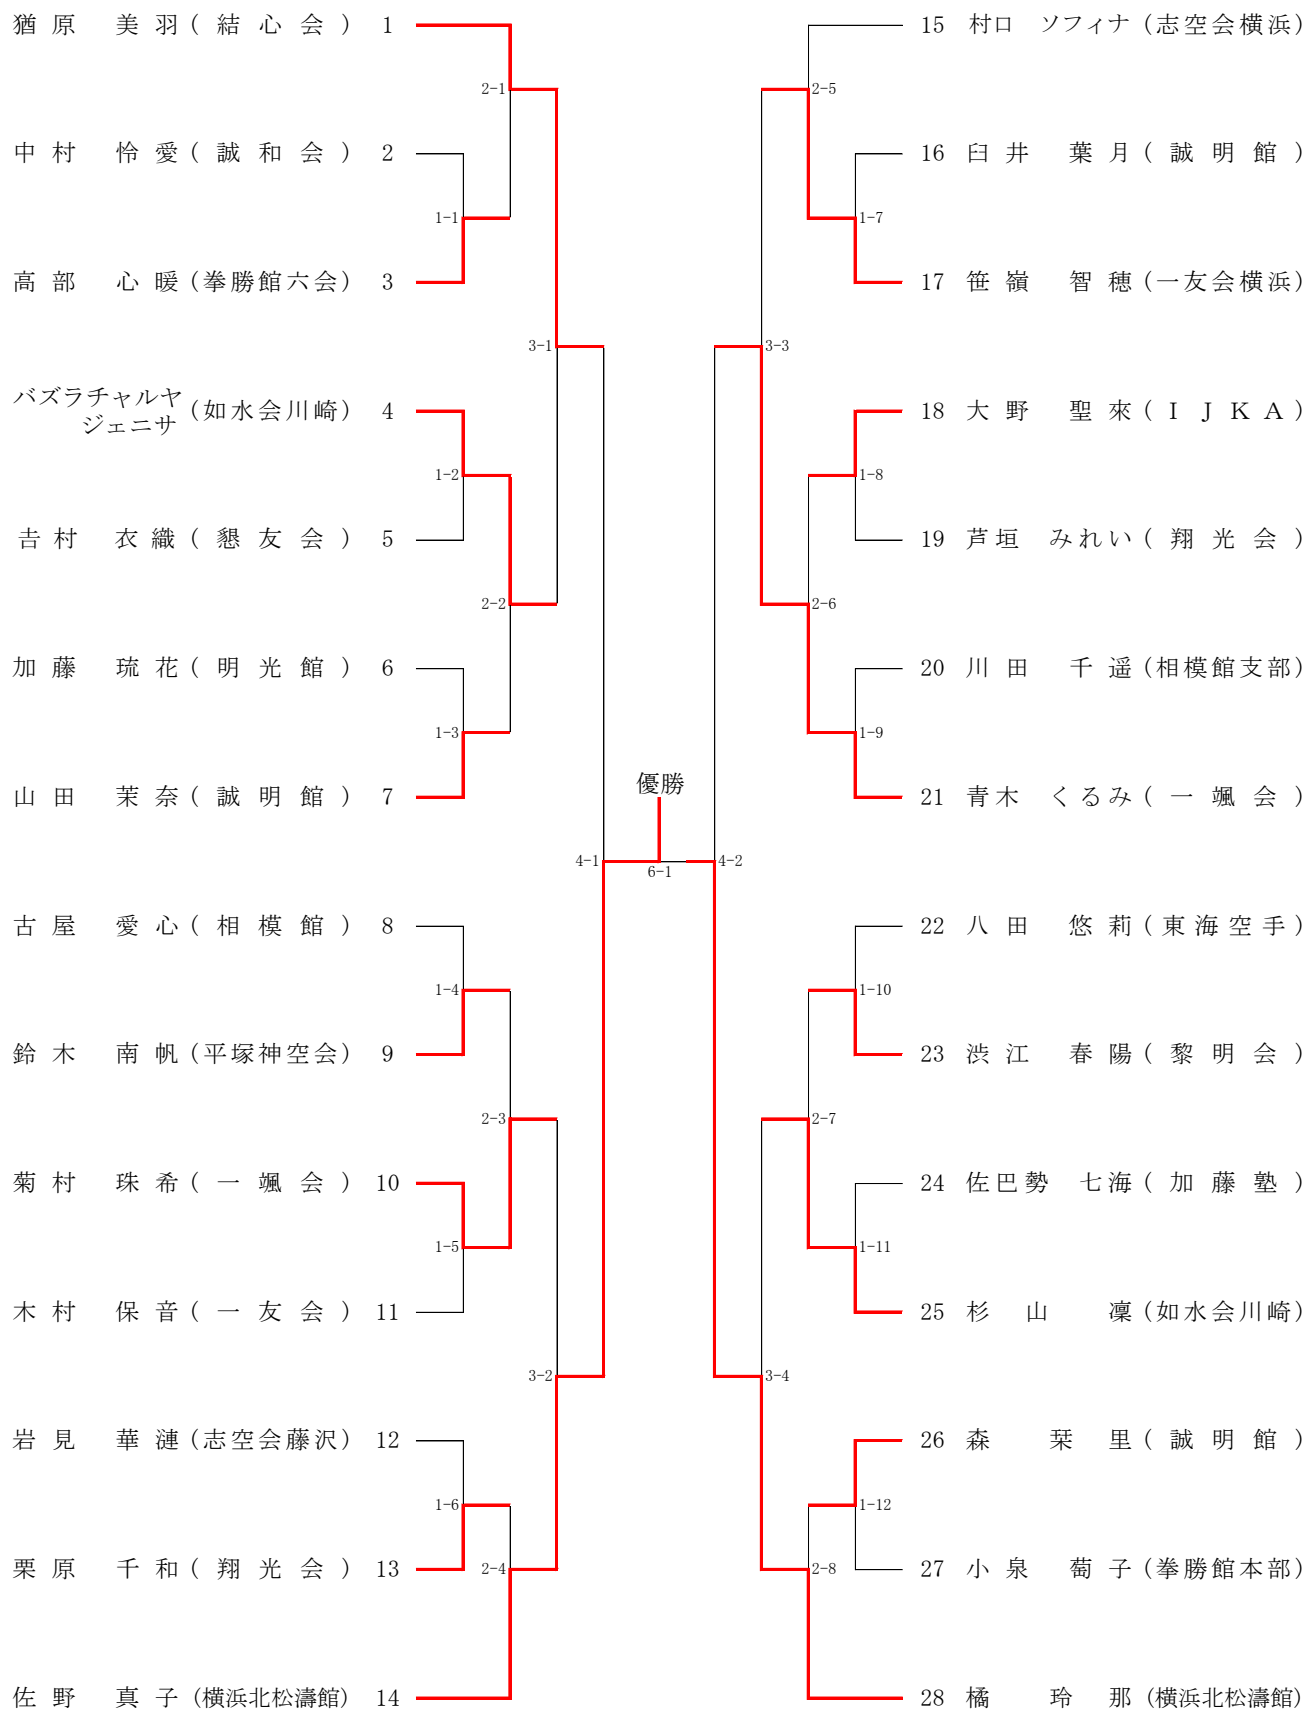 猶原 美羽(結心会) 1
2-1
中村 怜愛(誠和会) 2
1-1
高部 心暖(拳勝館六会) 3
3-1
バズラチャルヤ
ジェニサ
(如水会川崎) 4
1-2
𠮷村 衣織(懇友会) 5
2-2
加藤 琉花(明光館) 6
1-3
山田 茉奈(誠明館) 7
4-1
古屋 愛心(相模館) 8
1-4
鈴木 南帆(平塚神空会) 9
2-3
菊村 珠希(一颯会) 10
1-5
木村 保音(一友会) 11
3-2
岩見 華漣(志空会藤沢) 12
1-6
栗原 千和(翔光会) 13
2-4
佐野 真子(横浜北松濤館) 14
優勝
6-1
15 村口 ソフィナ(志空会横浜)
2-5
16 臼井 葉月(誠明館)
1-7
17 笹嶺 智穂(一友会横浜)
3-3
18 大野 聖來(IJKA)
1-8
19 芦垣 みれい(翔光会)
2-6
20 川田 千遥(相模館支部)
1-9
21 青木 くるみ(一颯会)
4-2
22 八田 悠莉(東海空手)
1-10
23 渋江 春陽(黎明会)
2-7
24 佐巴勢 七海(加藤塾)
1-11
25 杉山 凜(如水会川崎)
3-4
26 森 栞里(誠明館)
1-12
27 小泉 萄子(拳勝館本部)
2-8
28 橘 玲那(横浜北松濤館)